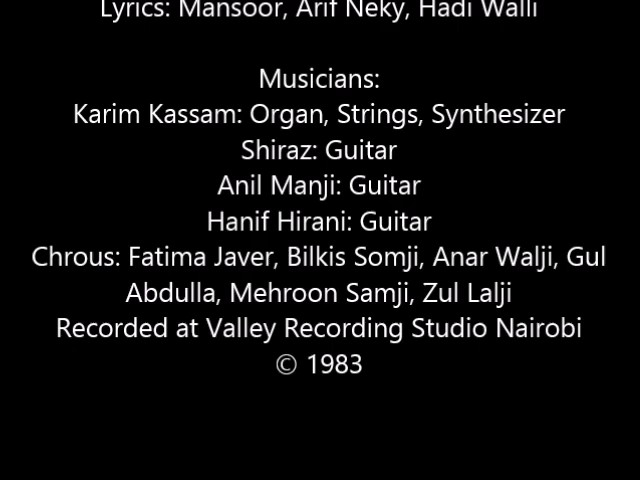 Lyrics: Mansoor, Arif Neky, Hadi Walli
Musicians:
Karim Kassam: Organ, Strings, Synthesizer
Shiraz: Guitar
Anil Manji: Guitar
Hanif Hirani: Guitar
Chrous: Fatima Javer, Bilkis Somji, Anar Walji, Gul
Abdulla, Mehroon Samji, Zul Lalji
Recorded at Valley Recording Studio Nairobi
© 1983